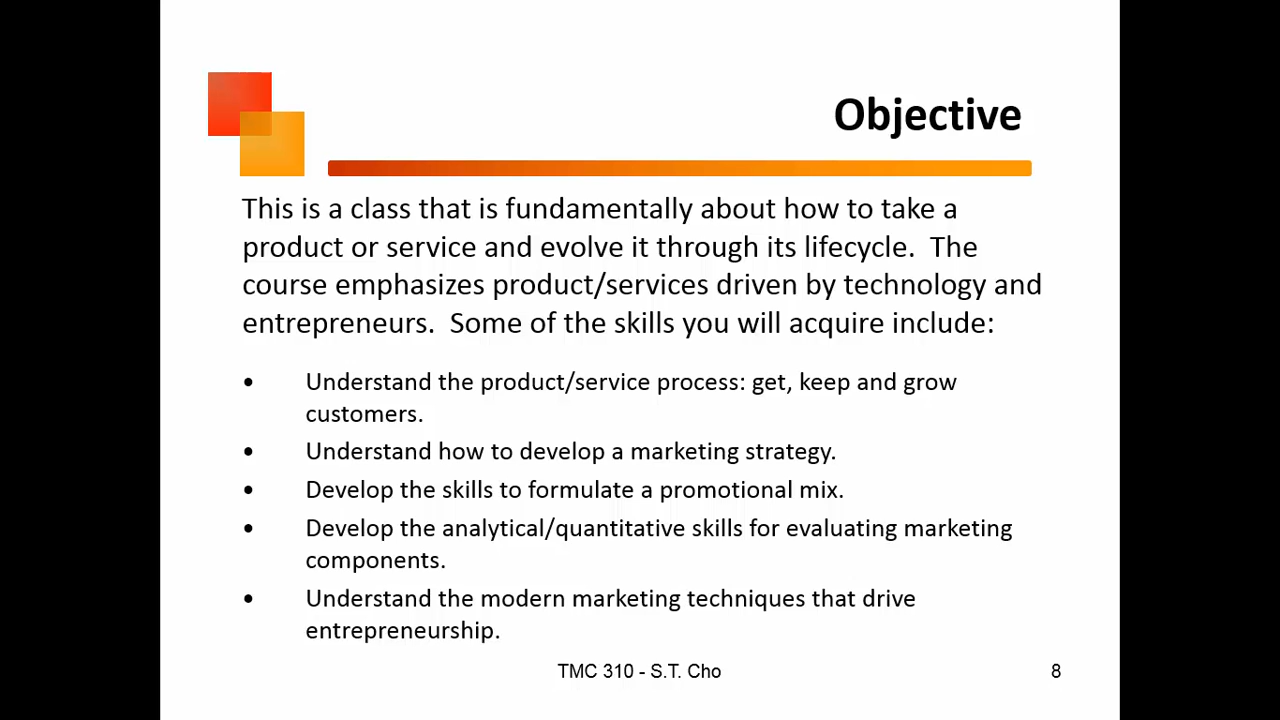 Objective
This is a class that is fundamentally about how to take a
product or service and evolve it through its lifecycle.  The
course emphasizes product/services driven by technology and
entrepreneurs.  Some of the skills you will acquire include:
• Understand the product/service process: get, keep and grow
customers.
• Understand how to develop a marketing strategy.
• Develop the skills to formulate a promotional mix.
• Develop the analytical/quantitative skills for evaluating marketing
components.
• Understand the modern marketing techniques that drive
entrepreneurship.
TMC 310 - S.T. Cho
8